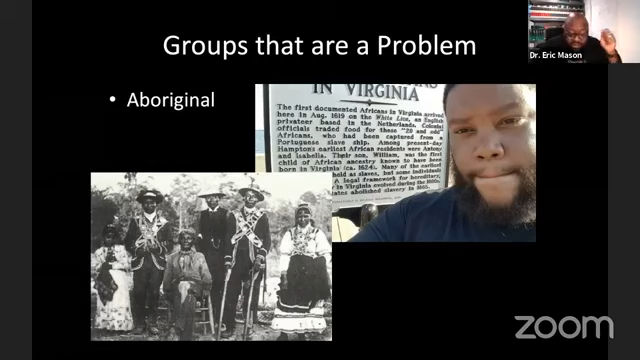 Groups that are a Problem
• Aboriginal
Dr. Eric Mason
IN VIRGINIA
The first documented Africans in Virginia arrived
here in Aug. 1619 on the White Lion, an English
privateer based in the Netherlands. Colonial
officials traded food for these "20 and odd"
Africans, who had been captured from a
Portuguese slave ship. Among present-day
Hampton's earliest African residents were Antony
and Isabella. Their son, William, was the first
child of African ancestry known to have been
born in Virginia (ca. 1624). Many of the earliest
held as slaves, but some individuals
A legal framework for hereditary,
in Virginia evolved during the 1600s
abolished slavery in 1865.
zoom